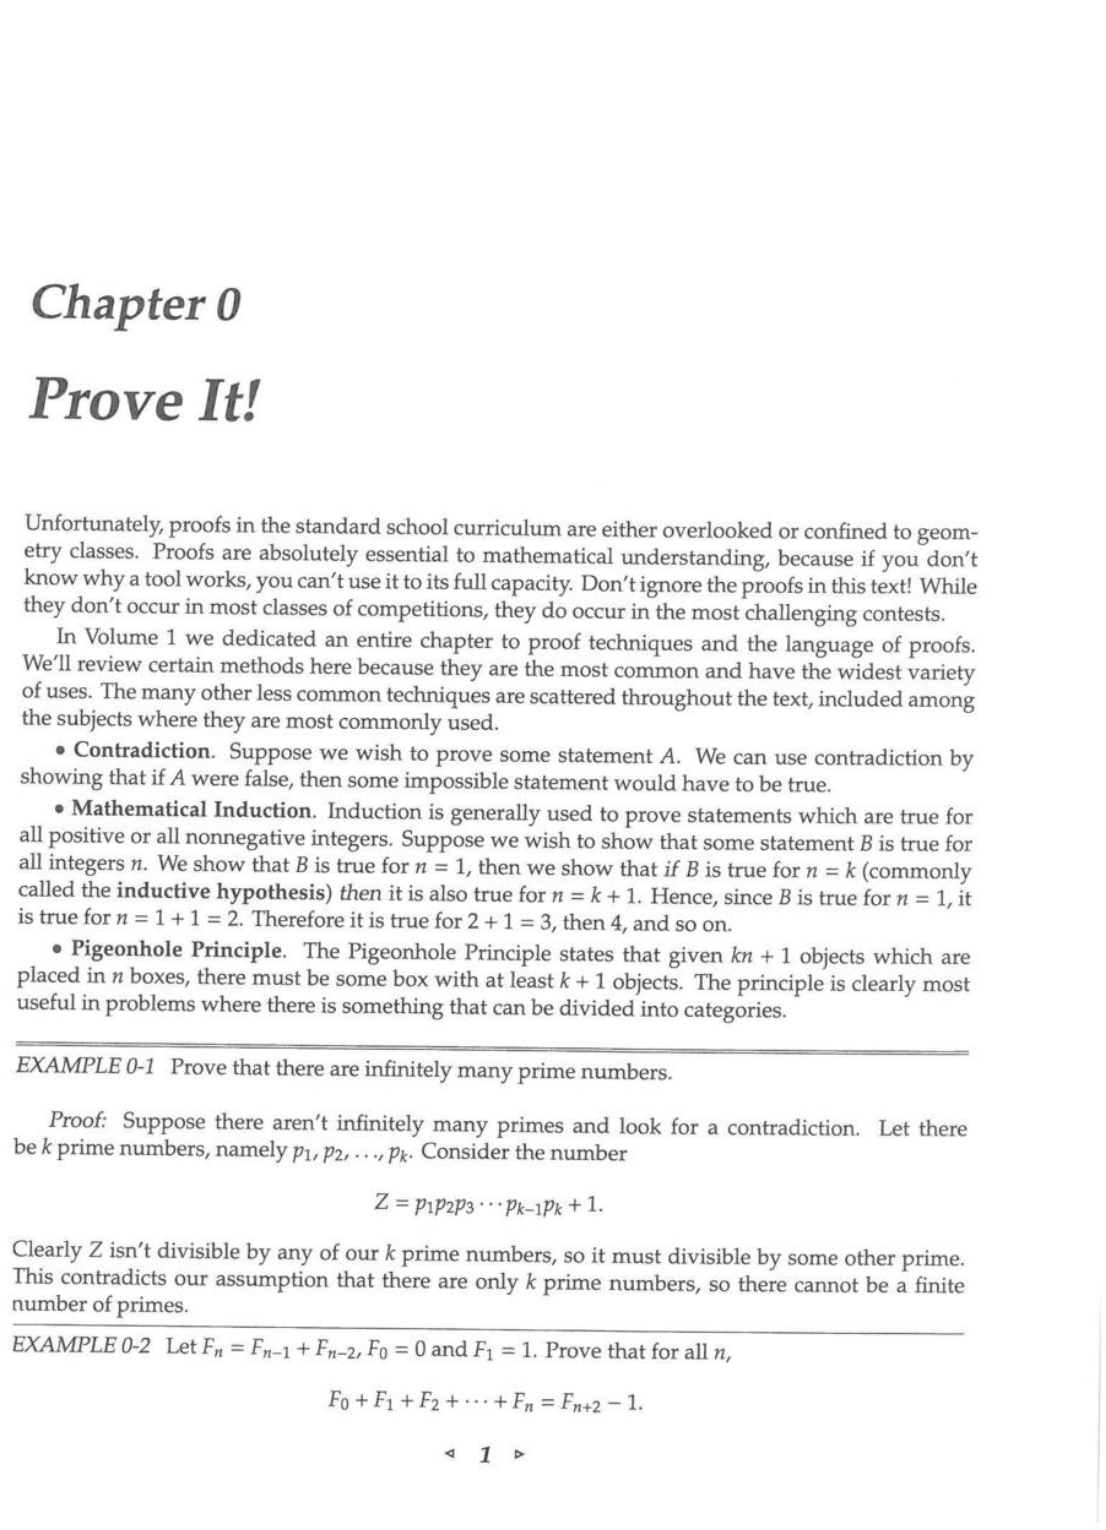 Chapter 0
Prove It!
Unfortunately, proofs in the standard school curriculum are either overlooked or confined to geom-
etry classes. Proofs are absolutely essential to mathematical understanding, because if you don't
know why a tool works, you can't use it to its full capacity. Don't ignore the proofs in this text! While
they don't occur in most classes of competitions, they do occur in the most challenging contests.
In Volume 1 we dedicated an entire chapter to proof techniques and the language of proofs.
We'll review certain methods here because they are the most common and have the widest variety
of uses. The many other less common techniques are scattered throughout the text, included among
the subjects where they are most commonly used.
• Contradiction. Suppose we wish to prove some statement A. We can use contradiction by
showing that if A were false, then some impossible statement would have to be true.
• Mathematical Induction. Induction is generally used to prove statements which are true for
all positive or all nonnegative integers. Suppose we wish to show that some statement B is true for
all integers n. We show that B is true for n = 1, then we show that if B is true for n = k (commonly
called the inductive hypothesis) then it is also true for n = k + 1. Hence, since B is true for n = 1, it
is true for n = 1 + 1 = 2. Therefore it is true for 2 + 1 = 3, then 4, and so on.
• Pigeonhole Principle. The Pigeonhole Principle states that given kn + 1 objects which are
placed in n boxes, there must be some box with at least k + 1 objects. The principle is clearly most
useful in problems where there is something that can be divided into categories.
EXAMPLE 0-1 Prove that there are infinitely many prime numbers.
Proof: Suppose there aren't infinitely many primes and look for a contradiction. Let there
be k prime numbers, namely p₁, p₂, . . ., pₖ. Consider the number
Z = p₁p₂p₃ ⋯ pₖ₋₁pₖ + 1.
Clearly Z isn't divisible by any of our k prime numbers, so it must divisible by some other prime.
This contradicts our assumption that there are only k prime numbers, so there cannot be a finite
number of primes.
EXAMPLE 0-2 Let Fₙ = Fₙ₋₁ + Fₙ₋₂, F₀ = 0 and F₁ = 1. Prove that for all n,
F₀ + F₁ + F₂ + ⋯ + Fₙ = Fₙ₊₂ − 1.
◃ 1 ▹